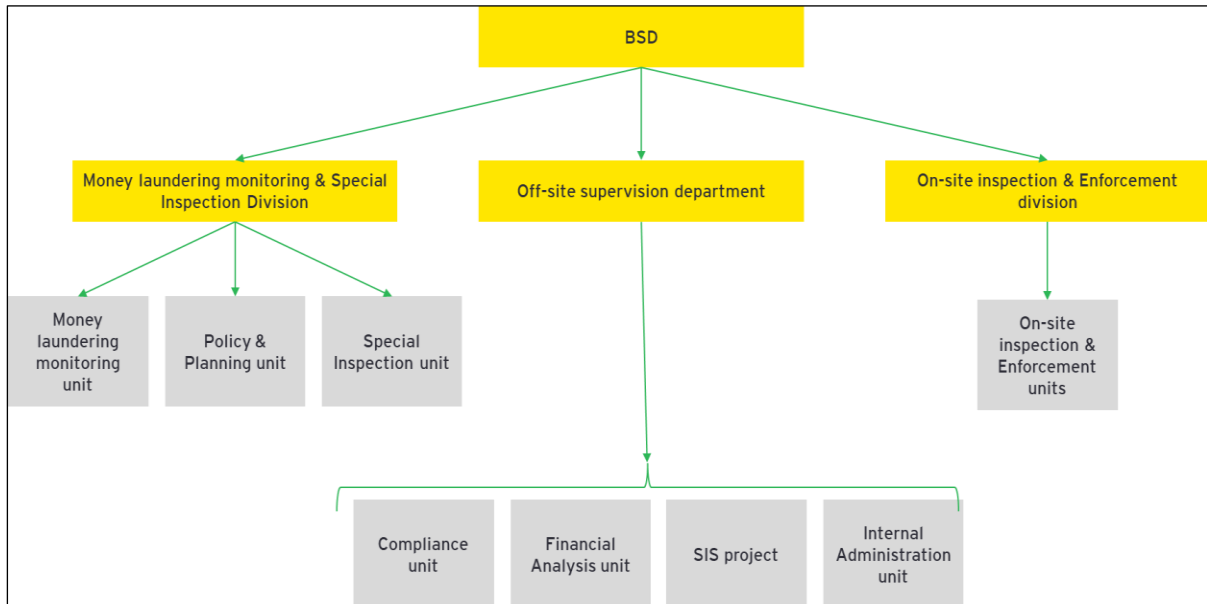 BSD
Money laundering monitoring & Special
Inspection Division
Off-site supervision department
On-site inspection & Enforcement
division
Money
laundering
monitoring
unit
Policy &
Planning unit
Special
Inspection unit
On-site
inspection &
Enforcement
units
Compliance
unit
Financial
Analysis unit
SIS project
Internal
Administration
unit